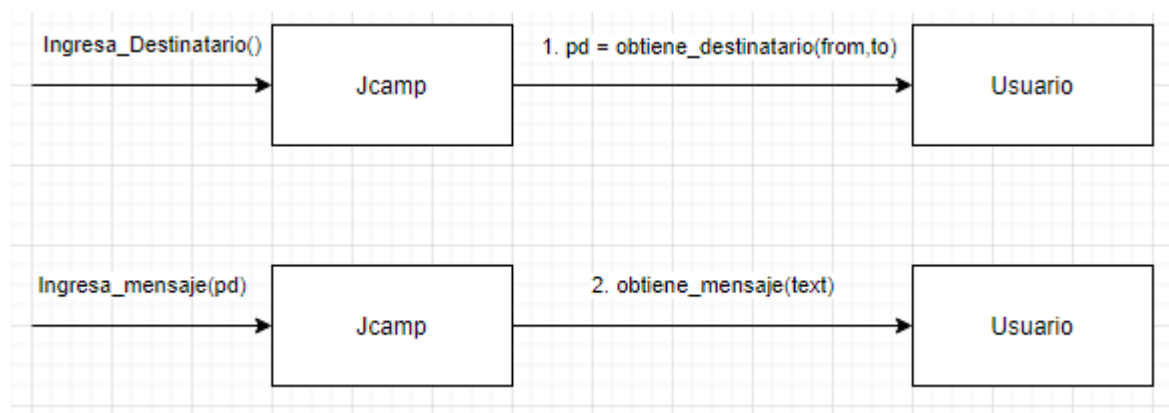 Ingresa_Destinatario()
1. pd = obtiene_destinatario(from,to)
Jcamp
Usuario
Ingresa_mensaje(pd)
2. obtiene_mensaje(text)
Jcamp
Usuario